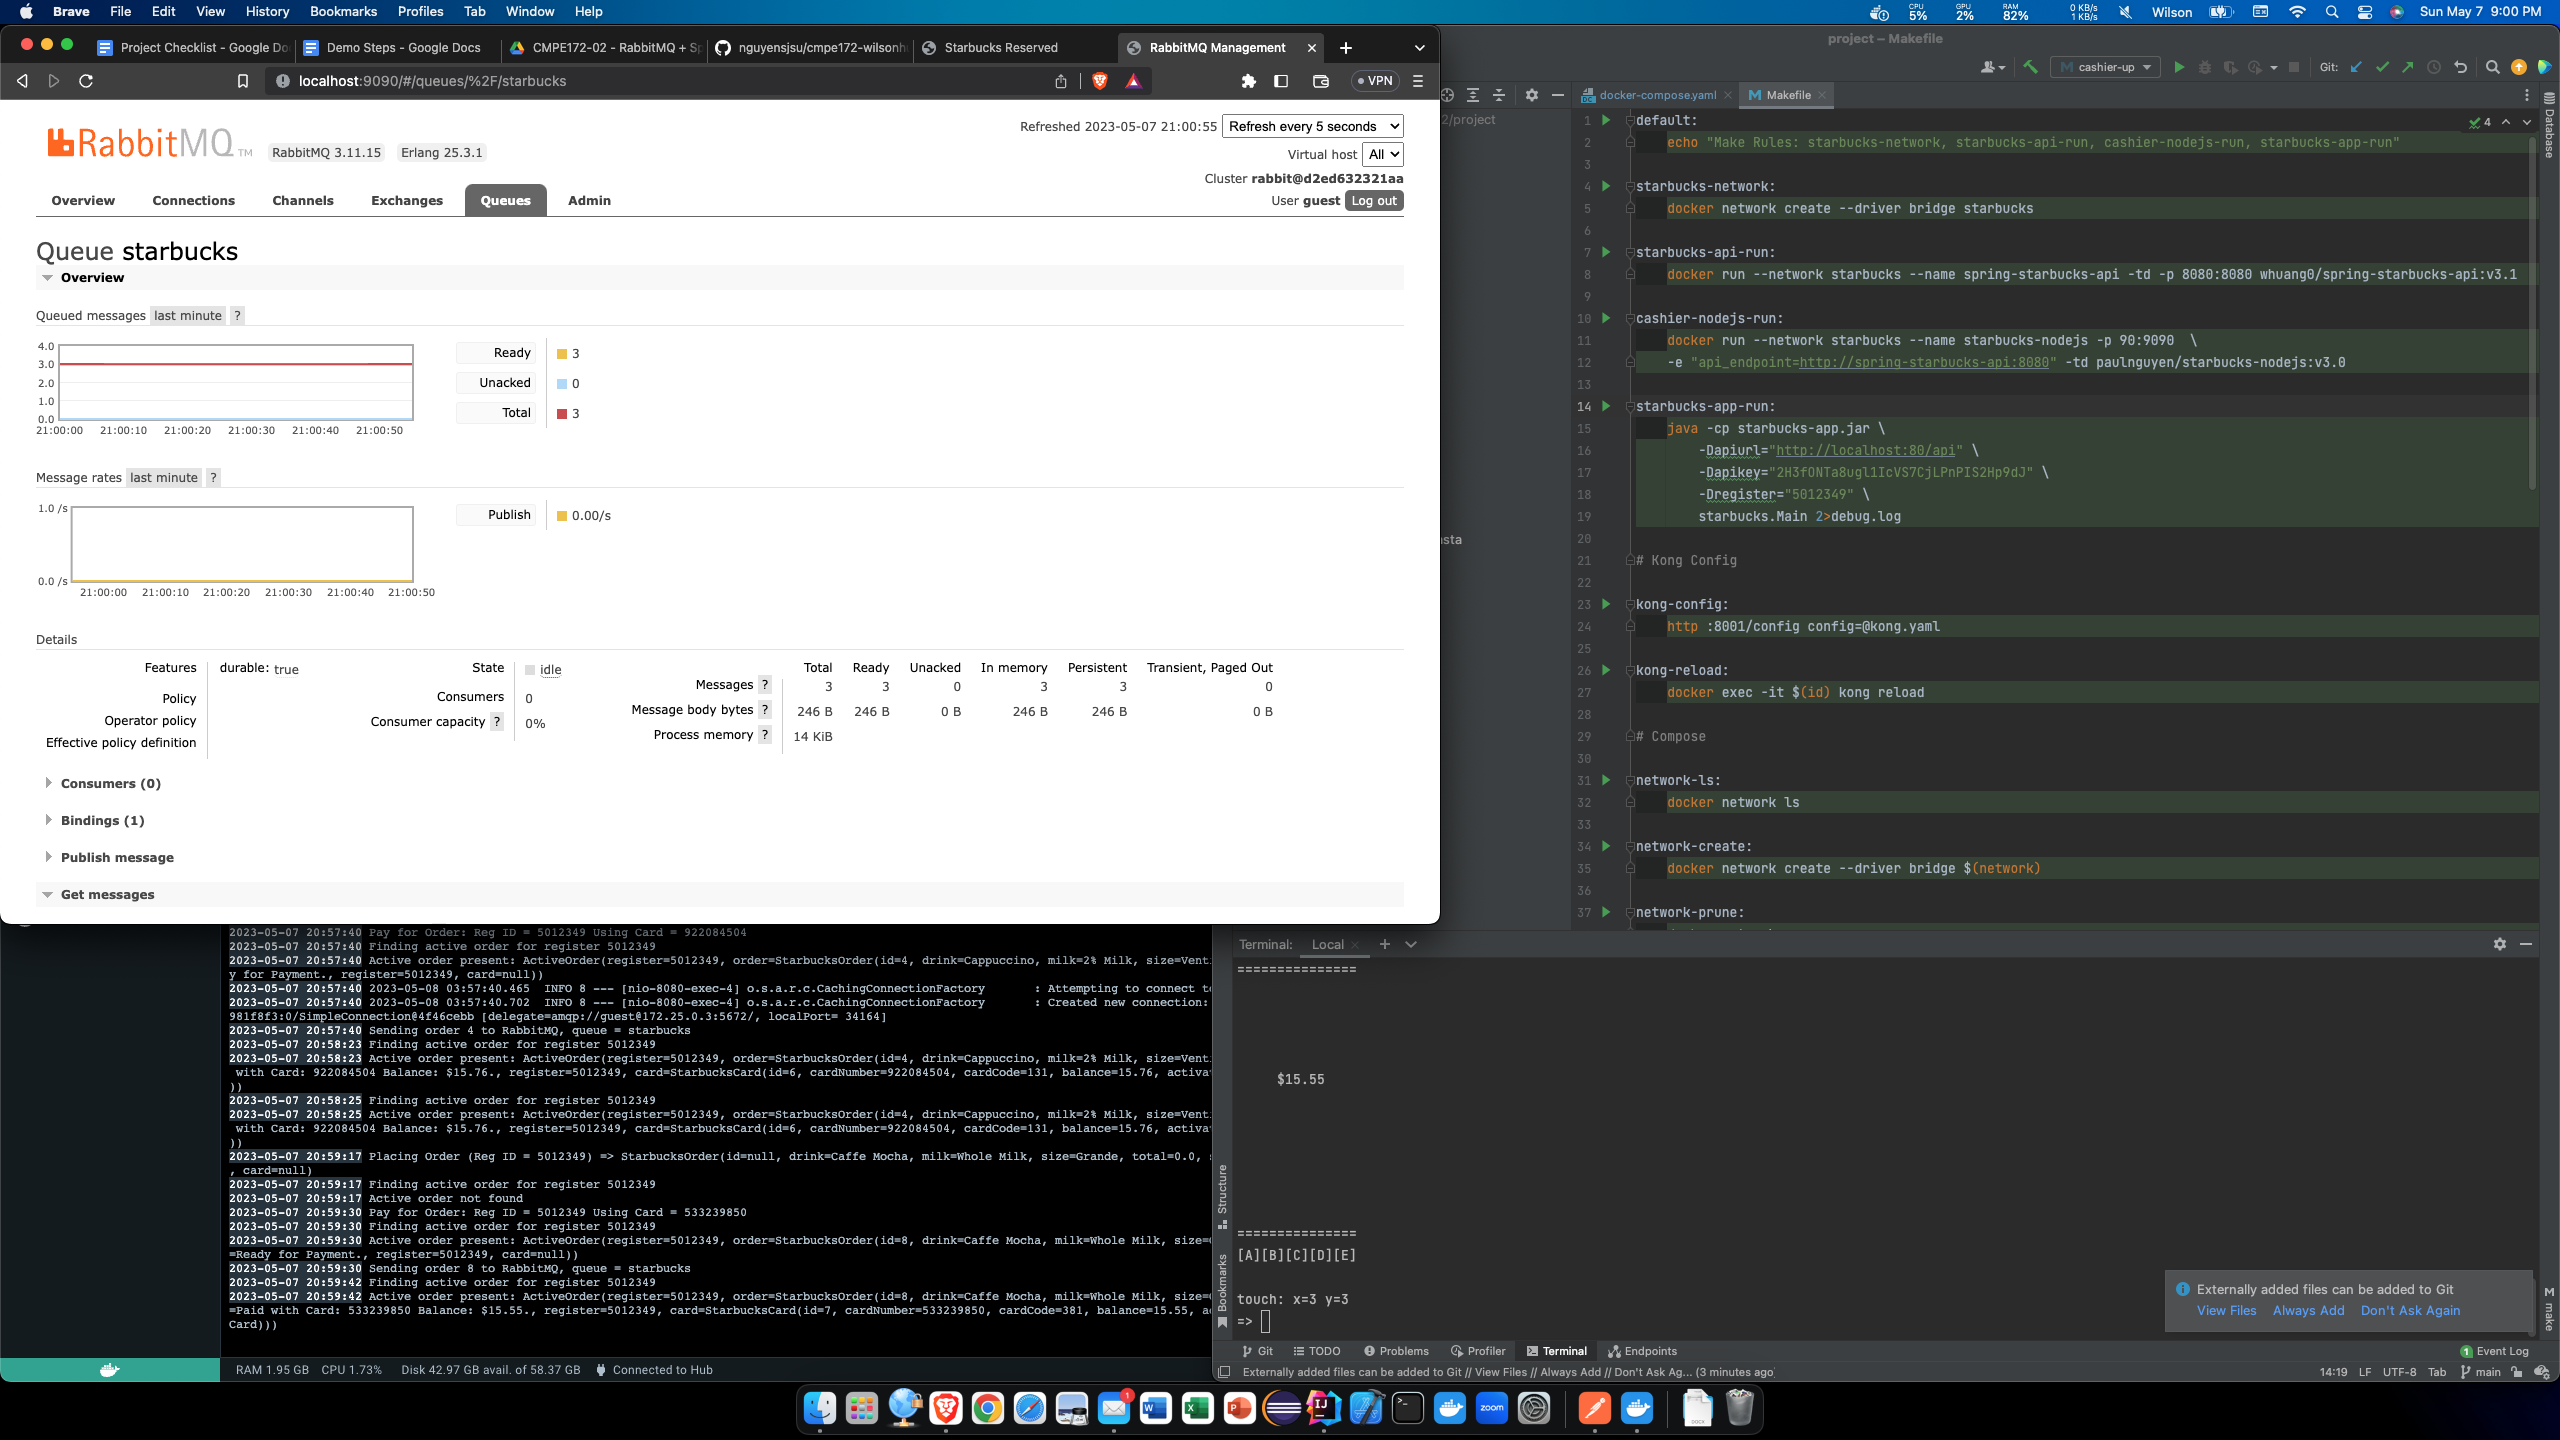 Brave File Edit View History Bookmarks Profiles Tab Window Help
CPU 5% GPU 2% RAM 82% 0 KB/s 1 KB/s Wilson Sun May 7 9:00 PM
Project Checklist - Google Do
Demo Steps - Google Docs
CMPE172-02 - RabbitMQ + Sp
nguyensjsu/cmpe172-wilsonh
Starbucks Reserved
RabbitMQ Management
localhost:9090/#/queues/%2F/starbucks
VPN
RabbitMQ TM RabbitMQ 3.11.15 Erlang 25.3.1
Refreshed 2023-05-07 21:00:55 Refresh every 5 seconds
Virtual host All
Cluster rabbit@d2ed632321aa
User guest Log out
Overview Connections Channels Exchanges Queues Admin
Queue starbucks
Overview
Queued messages last minute ?
4.0
3.0
2.0
1.0
0.0
21:00:00 21:00:10 21:00:20 21:00:30 21:00:40 21:00:50
Ready 3
Unacked 0
Total 3
Message rates last minute ?
1.0 /s
0.0 /s
21:00:00 21:00:10 21:00:20 21:00:30 21:00:40 21:00:50
Publish 0.00/s
Details
Features durable: true
Policy
Operator policy
Effective policy definition
State idle
Consumers 0
Consumer capacity ? 0%
Total Ready Unacked In memory Persistent Transient, Paged Out
Messages ? 3 3 0 3 3 0
Message body bytes ? 246 B 246 B 0 B 246 B 246 B 0 B
Process memory ? 14 KiB
Consumers (0)
Bindings (1)
Publish message
Get messages
project – Makefile
cashier-up Git:
docker-compose.yaml Makefile
2/project
asta
4
1 default:
2 echo "Make Rules: starbucks-network, starbucks-api-run, cashier-nodejs-run, starbucks-app-run"
3
4 starbucks-network:
5 docker network create --driver bridge starbucks
6
7 starbucks-api-run:
8 docker run --network starbucks --name spring-starbucks-api -td -p 8080:8080 whuang0/spring-starbucks-api:v3.1
9
10 cashier-nodejs-run:
11 docker run --network starbucks --name starbucks-nodejs -p 90:9090 \
12 -e "api_endpoint=http://spring-starbucks-api:8080" -td paulnguyen/starbucks-nodejs:v3.0
13
14 starbucks-app-run:
15 java -cp starbucks-app.jar \
16 -Dapiurl="http://localhost:80/api" \
17 -Dapikey="2H3fONTa8ugl1IcVS7CjLPnPIS2Hp9dJ" \
18 -Dregister="5012349" \
19 starbucks.Main 2>debug.log
20
21 # Kong Config
22
23 kong-config:
24 http :8001/config config=@kong.yaml
25
26 kong-reload:
27 docker exec -it $(id) kong reload
28
29 # Compose
30
31 network-ls:
32 docker network ls
33
34 network-create:
35 docker network create --driver bridge $(network)
36
37 network-prune:
Database
make
2023-05-07 20:57:40 Pay for Order: Reg ID = 5012349 Using Card = 922084504
2023-05-07 20:57:40 Finding active order for register 5012349
2023-05-07 20:57:40 Active order present: ActiveOrder(register=5012349, order=StarbucksOrder(id=4, drink=Cappuccino, milk=2% Milk, size=Venti
y for Payment., register=5012349, card=null))
2023-05-07 20:57:40 2023-05-08 03:57:40.465 INFO 8 --- [nio-8080-exec-4] o.s.a.r.c.CachingConnectionFactory : Attempting to connect to
2023-05-07 20:57:40 2023-05-08 03:57:40.702 INFO 8 --- [nio-8080-exec-4] o.s.a.r.c.CachingConnectionFactory : Created new connection:
981f8f3:0/SimpleConnection@4f46cebb [delegate=amqp://guest@172.25.0.3:5672/, localPort= 34164]
2023-05-07 20:57:40 Sending order 4 to RabbitMQ, queue = starbucks
2023-05-07 20:58:23 Finding active order for register 5012349
2023-05-07 20:58:23 Active order present: ActiveOrder(register=5012349, order=StarbucksOrder(id=4, drink=Cappuccino, milk=2% Milk, size=Venti
with Card: 922084504 Balance: $15.76., register=5012349, card=StarbucksCard(id=6, cardNumber=922084504, cardCode=131, balance=15.76, activa
))
2023-05-07 20:58:25 Finding active order for register 5012349
2023-05-07 20:58:25 Active order present: ActiveOrder(register=5012349, order=StarbucksOrder(id=4, drink=Cappuccino, milk=2% Milk, size=Venti
with Card: 922084504 Balance: $15.76., register=5012349, card=StarbucksCard(id=6, cardNumber=922084504, cardCode=131, balance=15.76, activa
))
2023-05-07 20:59:17 Placing Order (Reg ID = 5012349) => StarbucksOrder(id=null, drink=Caffe Mocha, milk=Whole Milk, size=Grande, total=0.0, s
, card=null)
2023-05-07 20:59:17 Finding active order for register 5012349
2023-05-07 20:59:17 Active order not found
2023-05-07 20:59:30 Pay for Order: Reg ID = 5012349 Using Card = 533239850
2023-05-07 20:59:30 Finding active order for register 5012349
2023-05-07 20:59:30 Active order present: ActiveOrder(register=5012349, order=StarbucksOrder(id=8, drink=Caffe Mocha, milk=Whole Milk, size=G
=Ready for Payment., register=5012349, card=null))
2023-05-07 20:59:30 Sending order 8 to RabbitMQ, queue = starbucks
2023-05-07 20:59:42 Finding active order for register 5012349
2023-05-07 20:59:42 Active order present: ActiveOrder(register=5012349, order=StarbucksOrder(id=8, drink=Caffe Mocha, milk=Whole Milk, size=G
=Paid with Card: 533239850 Balance: $15.55., register=5012349, card=StarbucksCard(id=7, cardNumber=533239850, cardCode=381, balance=15.55, ac
Card)))
RAM 1.95 GB CPU 1.73% Disk 42.97 GB avail. of 58.37 GB Connected to Hub
Terminal: Local
===============
$15.55
===============
[A][B][C][D][E]
touch: x=3 y=3
=>
Structure
Bookmarks
Externally added files can be added to Git
View Files Always Add Don't Ask Again
Git TODO Problems Profiler Terminal Endpoints 1 Event Log
Externally added files can be added to Git // View Files // Always Add // Don't Ask Ag... (3 minutes ago) 14:19 LF UTF-8 Tab main
1
zoom
DOCX